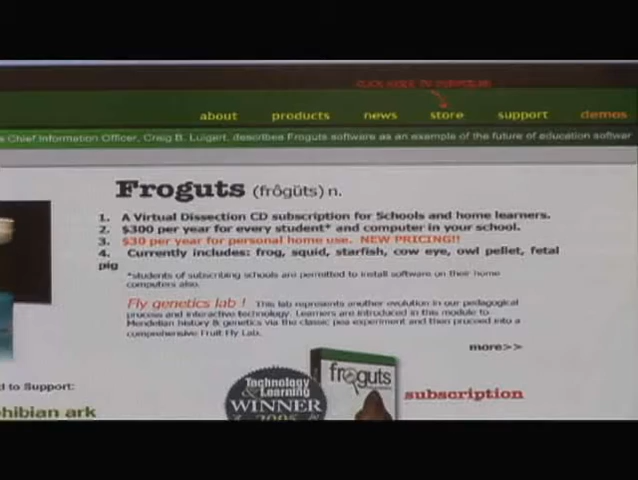 CLICK HERE TO
about products news store support demos
s Chief Information Officer, Craig B. Luigart, describes Froguts software as an example of the future of education softwar
Froguts (frôgüts) n.
1. A Virtual Dissection CD subscription for Schools and home learners.
2. $300 per year for every student* and computer in your school.
3. $30 per year for personal home use. NEW PRICING!!
4. Currently includes: frog, squid, starfish, cow eye, owl pellet, fetal
pig
*students of subscribing schools are permitted to install software on their home
computers also.
Fly genetics lab ! This lab represents another evolution in our pedagogical
process and interactive technology. Learners are introduced in this module to
Mendelian history & genetics via the classic pea experiment and then proceed into a
comprehensive Fruit Fly Lab.
more>>
d to Support:
hibian ark
Technology
& Learning
WINNER
2005
froguts
subscription